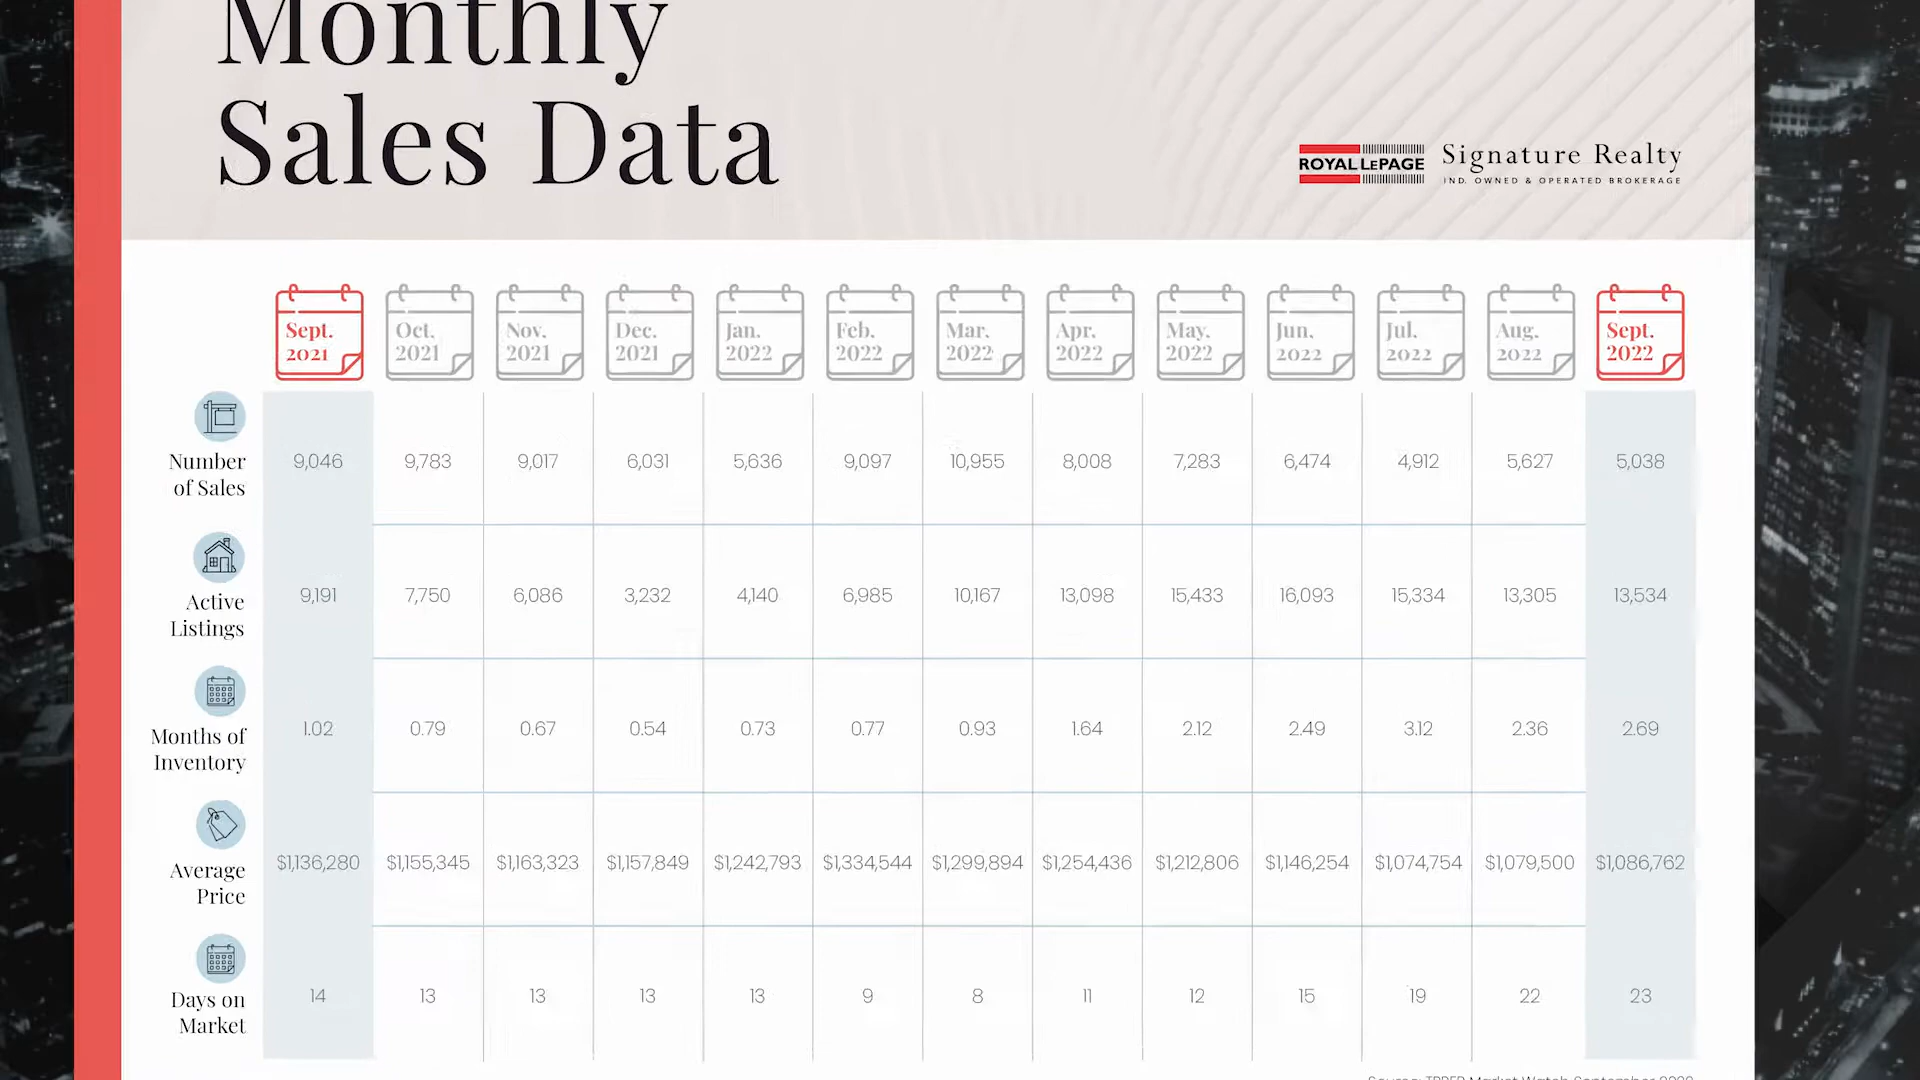 Monthly
Sales Data
ROYAL LEPAGE
Signature Realty
IND. OWNED & OPERATED BROKERAGE
Sept. 2021 Oct. 2021 Nov. 2021 Dec. 2021 Jan. 2022 Feb. 2022 Mar. 2022 Apr. 2022 May. 2022 Jun. 2022 Jul. 2022 Aug. 2022 Sept. 2022
Number of Sales 9,046 9,783 9,017 6,031 5,636 9,097 10,955 8,008 7,283 6,474 4,912 5,627 5,038
Active Listings 9,191 7,750 6,086 3,232 4,140 6,985 10,167 13,098 15,433 16,093 15,334 13,305 13,534
Months of Inventory 1.02 0.79 0.67 0.54 0.73 0.77 0.93 1.64 2.12 2.49 3.12 2.36 2.69
Average Price $1,136,280 $1,155,345 $1,163,323 $1,157,849 $1,242,793 $1,334,544 $1,299,894 $1,254,436 $1,212,806 $1,146,254 $1,074,754 $1,079,500 $1,086,762
Days on Market 14 13 13 13 13 9 8 11 12 15 19 22 23